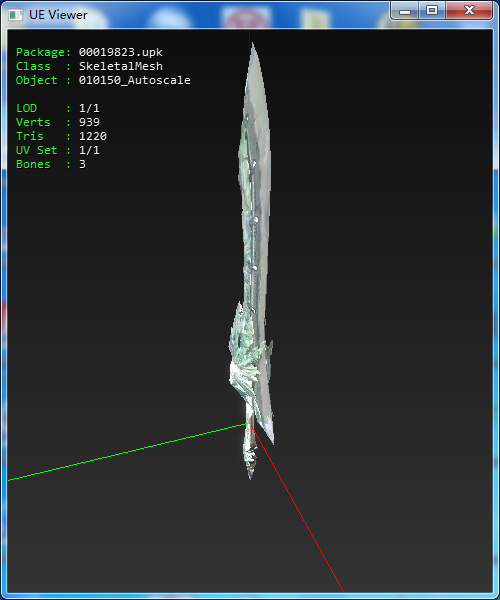 UE Viewer
Package: 00019823.upk
Class : SkeletalMesh
Object : 010150_Autoscale
LOD : 1/1
Verts : 939
Tris : 1220
UV Set : 1/1
Bones : 3